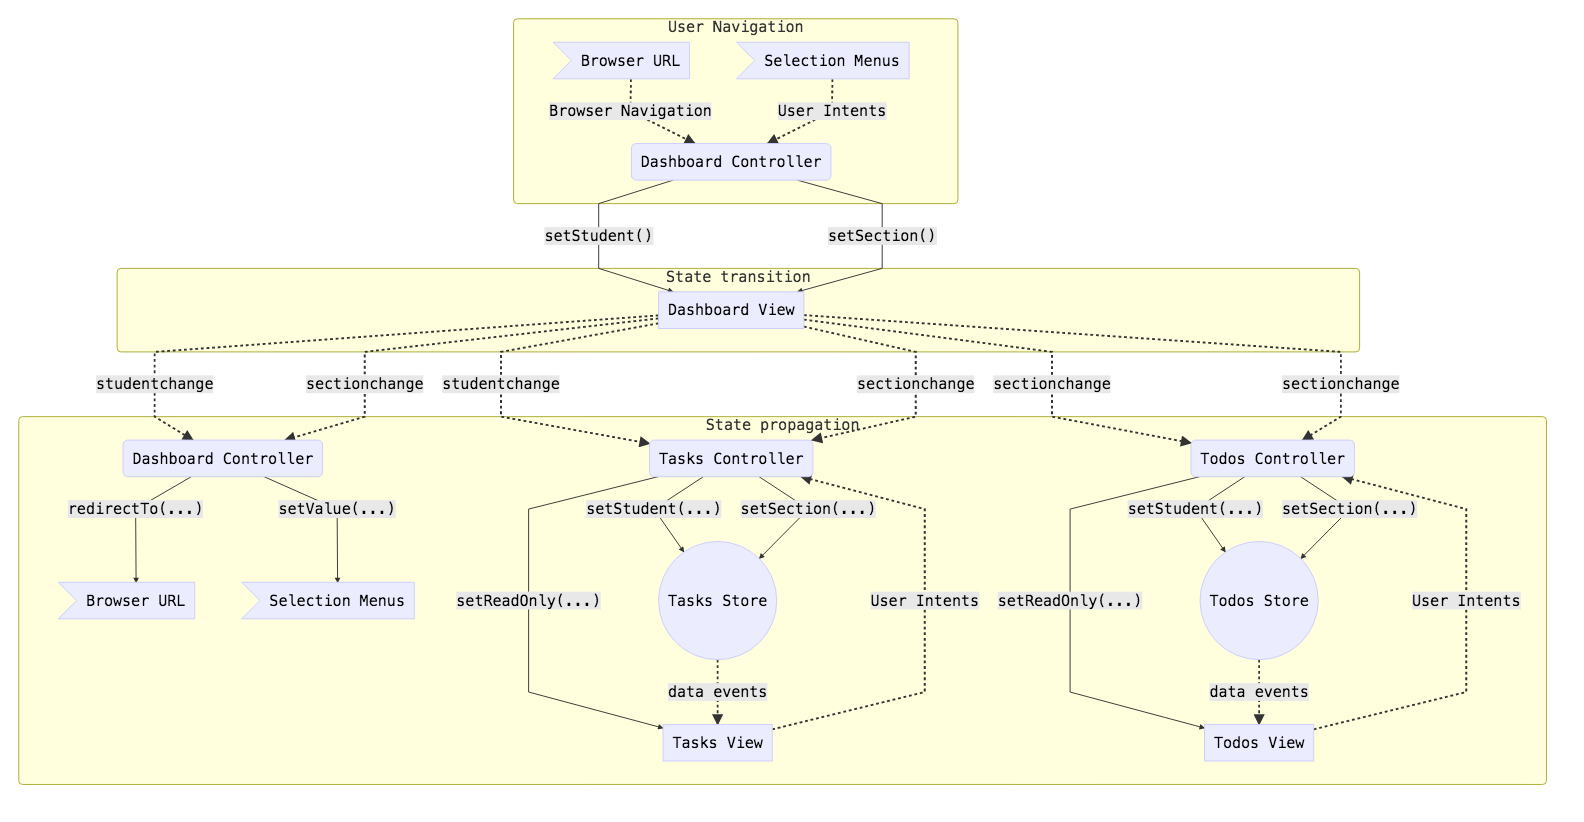 User Navigation
Browser URL
Selection Menus
Browser Navigation
User Intents
Dashboard Controller
setStudent()
setSection()
State transition
Dashboard View
studentchange
sectionchange
studentchange
sectionchange
sectionchange
sectionchange
State propagation
Dashboard Controller
Tasks Controller
Todos Controller
redirectTo(...)
setValue(...)
setStudent(...)
setSection(...)
setStudent(...)
setSection(...)
Browser URL
Selection Menus
setReadOnly(...)
Tasks Store
User Intents
setReadOnly(...)
Todos Store
User Intents
data events
data events
Tasks View
Todos View